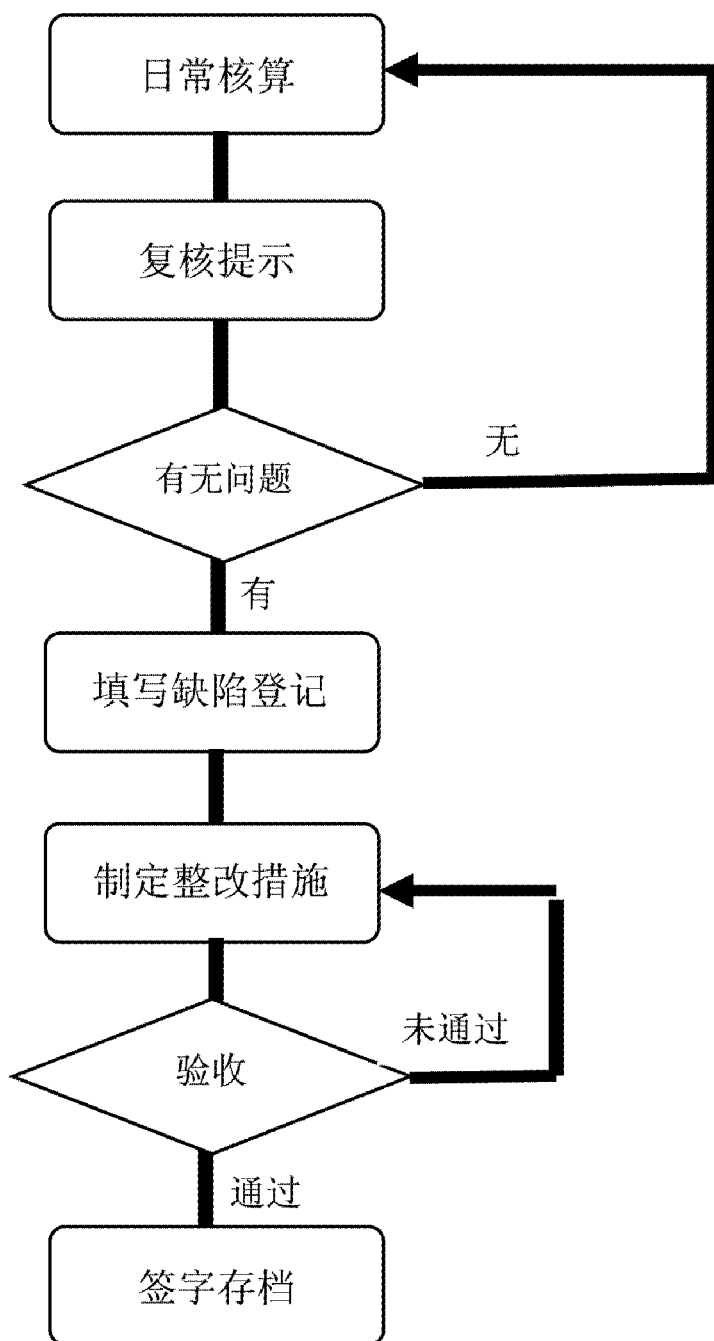 日常核算
复核提示
有无问题
无
有
填写缺陷登记
制定整改措施
未通过
验收
通过
签字存档